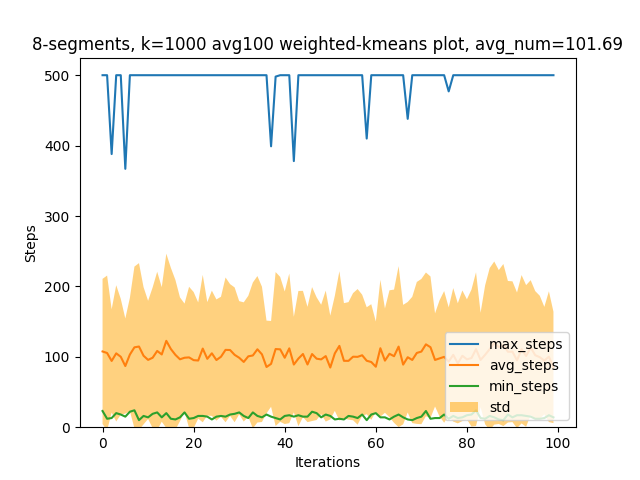 8-segments, k=1000 avg100 weighted-kmeans plot, avg_num=101.69
500
400
300
200
100
0
Steps
0 20 40 60 80 100
Iterations
max_steps
avg_steps
min_steps
std